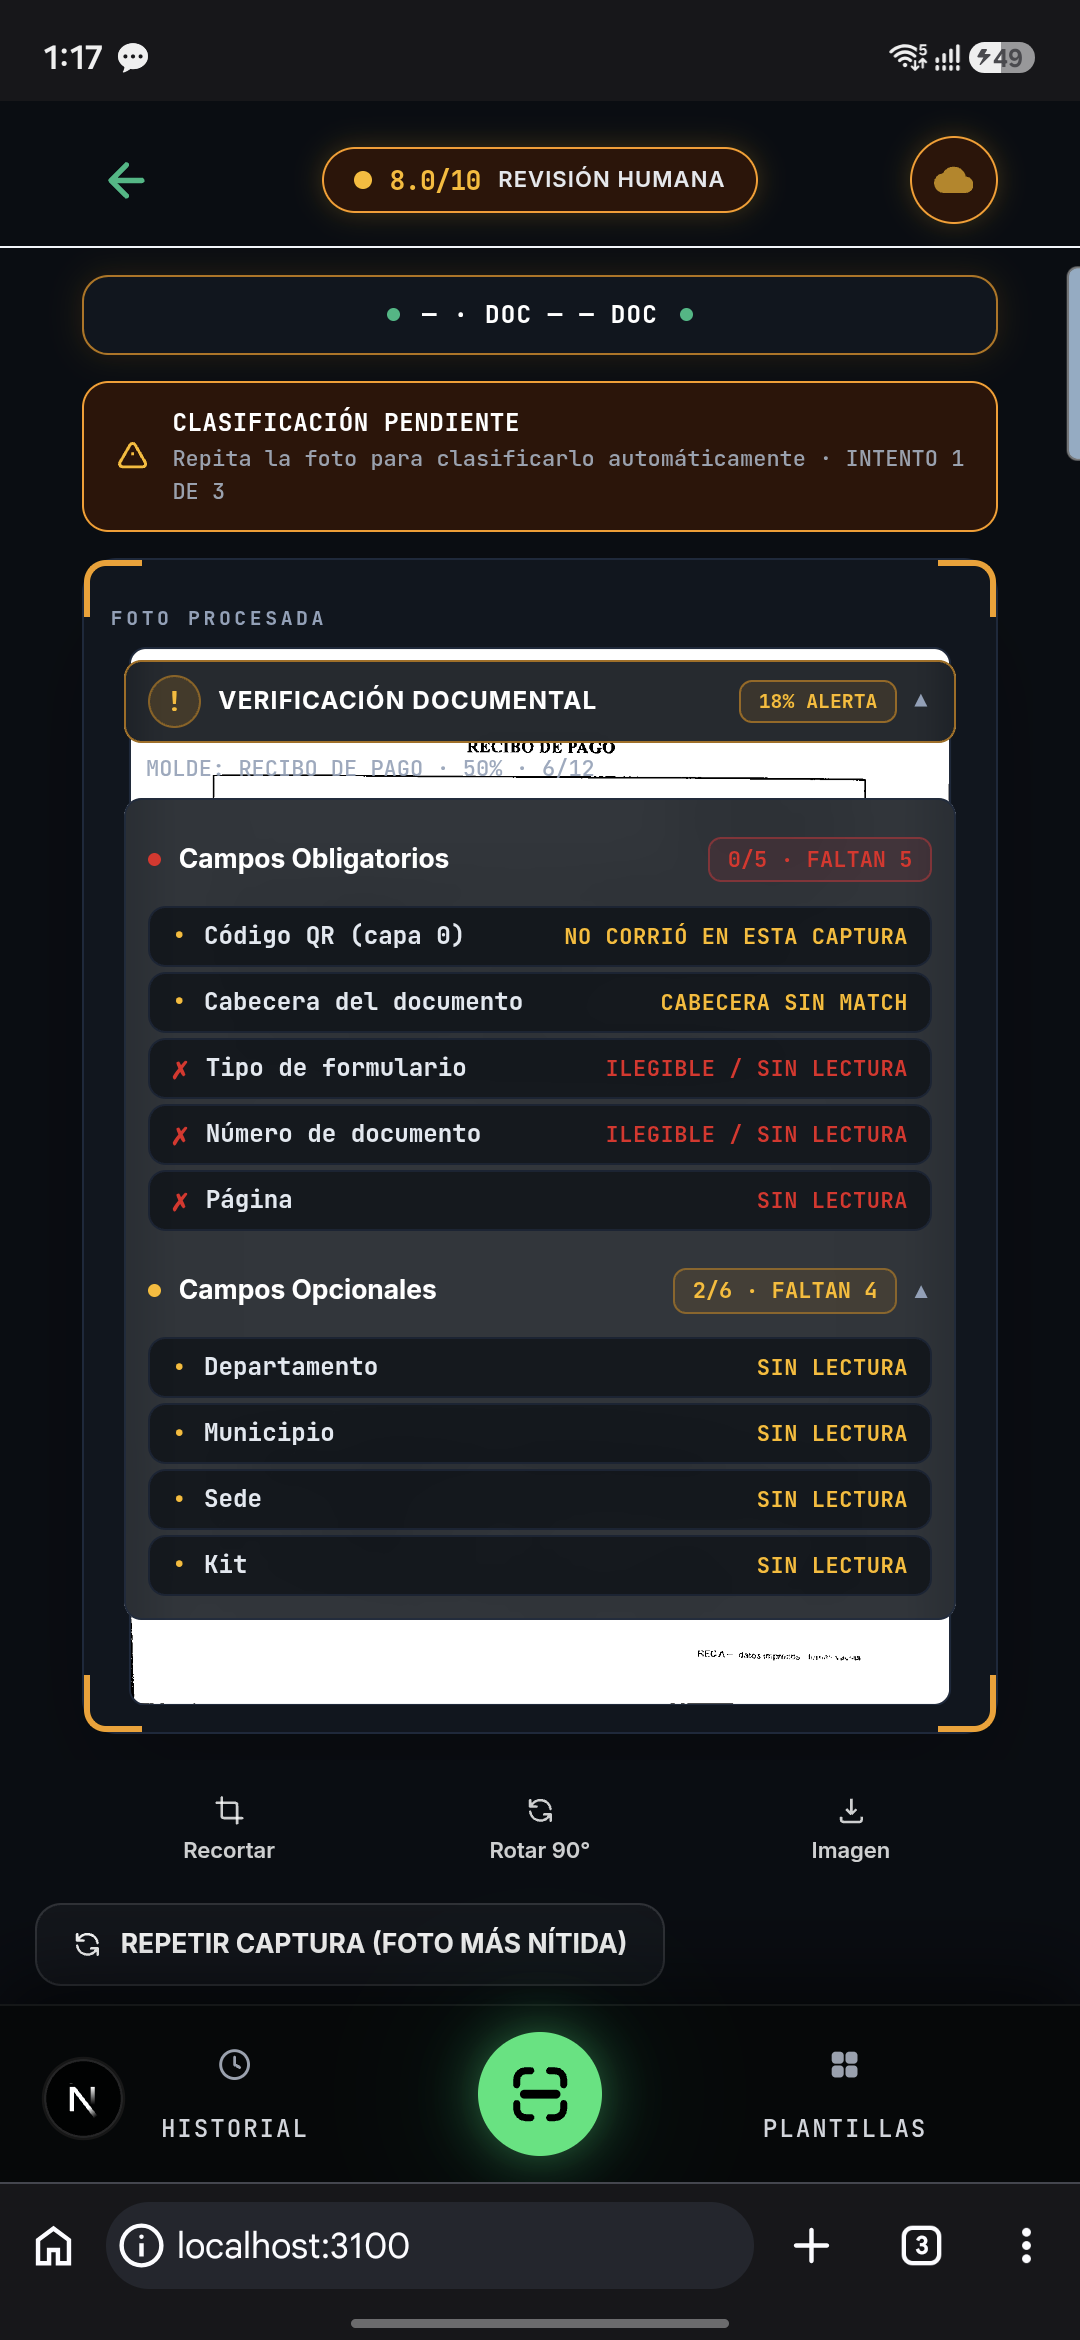 1:17
5
49
8.0/10 REVISIÓN HUMANA
— · DOC — — DOC
CLASIFICACIÓN PENDIENTE
Repita la foto para clasificarlo automáticamente · INTENTO 1
DE 3
FOTO PROCESADA
! VERIFICACIÓN DOCUMENTAL 18% ALERTA ▲
RECIBO DE PAGO
MOLDE: RECIBO DE PAGO · 50% · 6/12
Campos Obligatorios 0/5 · FALTAN 5
• Código QR (capa 0) NO CORRIÓ EN ESTA CAPTURA
• Cabecera del documento CABECERA SIN MATCH
✗ Tipo de formulario ILEGIBLE / SIN LECTURA
✗ Número de documento ILEGIBLE / SIN LECTURA
✗ Página SIN LECTURA
Campos Opcionales 2/6 · FALTAN 4 ▲
• Departamento SIN LECTURA
• Municipio SIN LECTURA
• Sede SIN LECTURA
• Kit SIN LECTURA
datos
Recortar
Rotar 90°
Imagen
REPETIR CAPTURA (FOTO MÁS NÍTIDA)
N
HISTORIAL
PLANTILLAS
localhost:3100
3